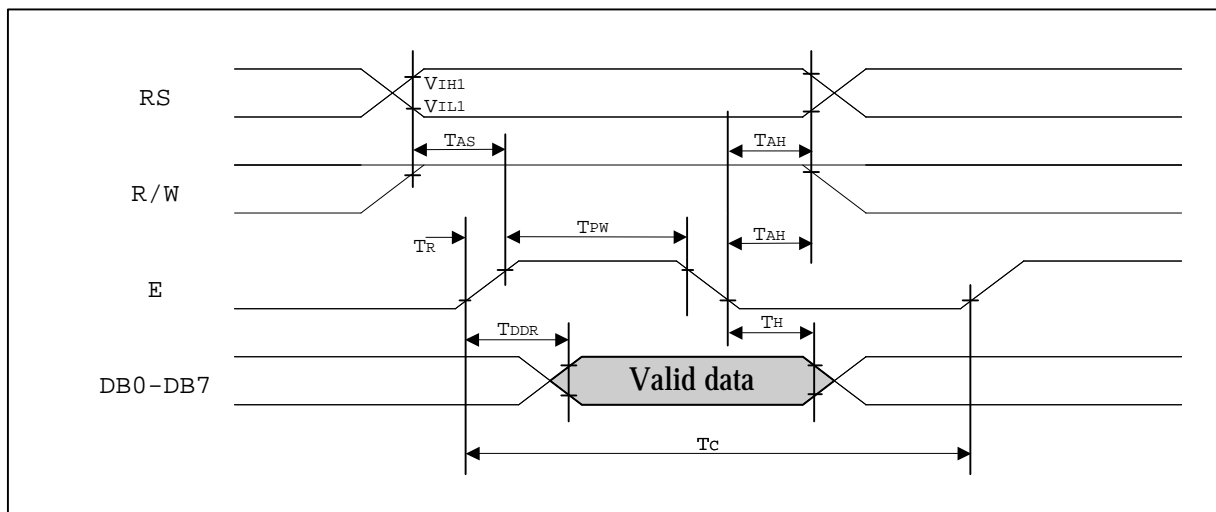 RS
VIH1
VIL1
TAS
TAH
R/W
TPW
TAH
TR
E
TDDR
TH
DB0-DB7
Valid data
TC